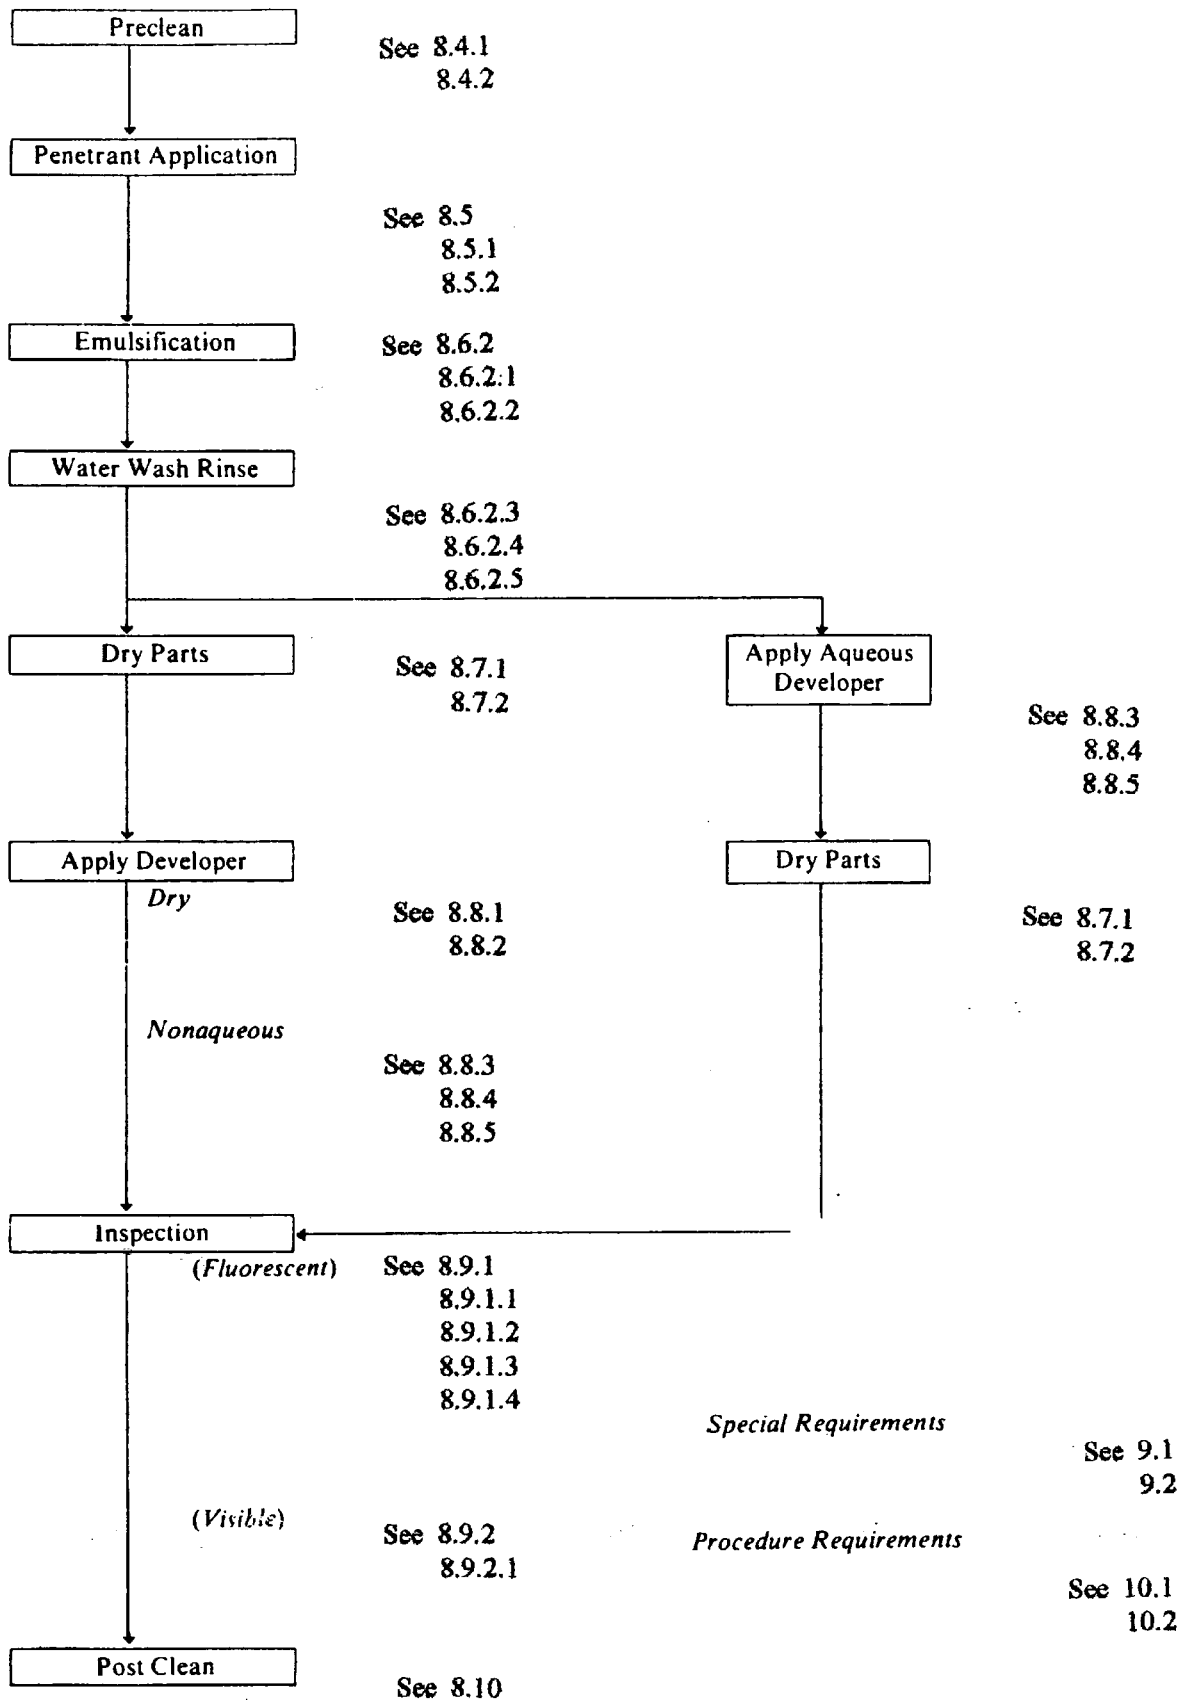 Preclean
See 8.4.1
8.4.2
Penetrant Application
See 8.5
8.5.1
8.5.2
Emulsification
See 8.6.2
8.6.2.1
8.6.2.2
Water Wash Rinse
See 8.6.2.3
8.6.2.4
8.6.2.5
Dry Parts
See 8.7.1
8.7.2
Apply Aqueous
Developer
See 8.8.3
8.8.4
8.8.5
Apply Developer
Dry
See 8.8.1
8.8.2
Dry Parts
See 8.7.1
8.7.2
Nonaqueous
See 8.8.3
8.8.4
8.8.5
Inspection
(Fluorescent)
See 8.9.1
8.9.1.1
8.9.1.2
8.9.1.3
8.9.1.4
Special Requirements
See 9.1
9.2
(Visible)
See 8.9.2
8.9.2.1
Procedure Requirements
See 10.1
10.2
Post Clean
See 8.10